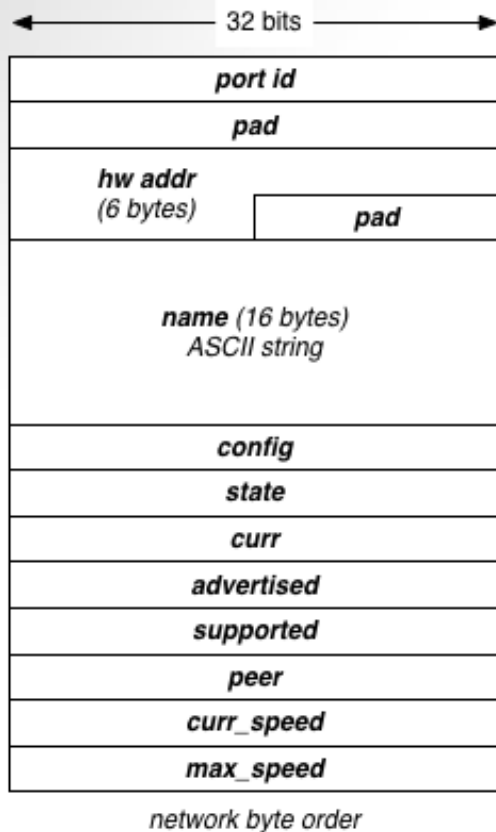 32 bits
port id
pad
hw addr
(6 bytes)
pad
name (16 bytes)
ASCII string
config
state
curr
advertised
supported
peer
curr_speed
max_speed
network byte order